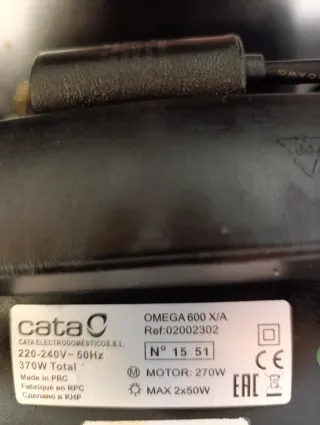 cata
CATA ELECTRODOMÉSTICOS, S.L.
220-240V~ 50Hz
370W Total
Made in PRC
Fabriqué en RPC
Сделано в КНР
OMEGA 600 X/A
Ref:02002302
Nº 15 51
M MOTOR: 270W
MAX 2x50W
CE
EAC